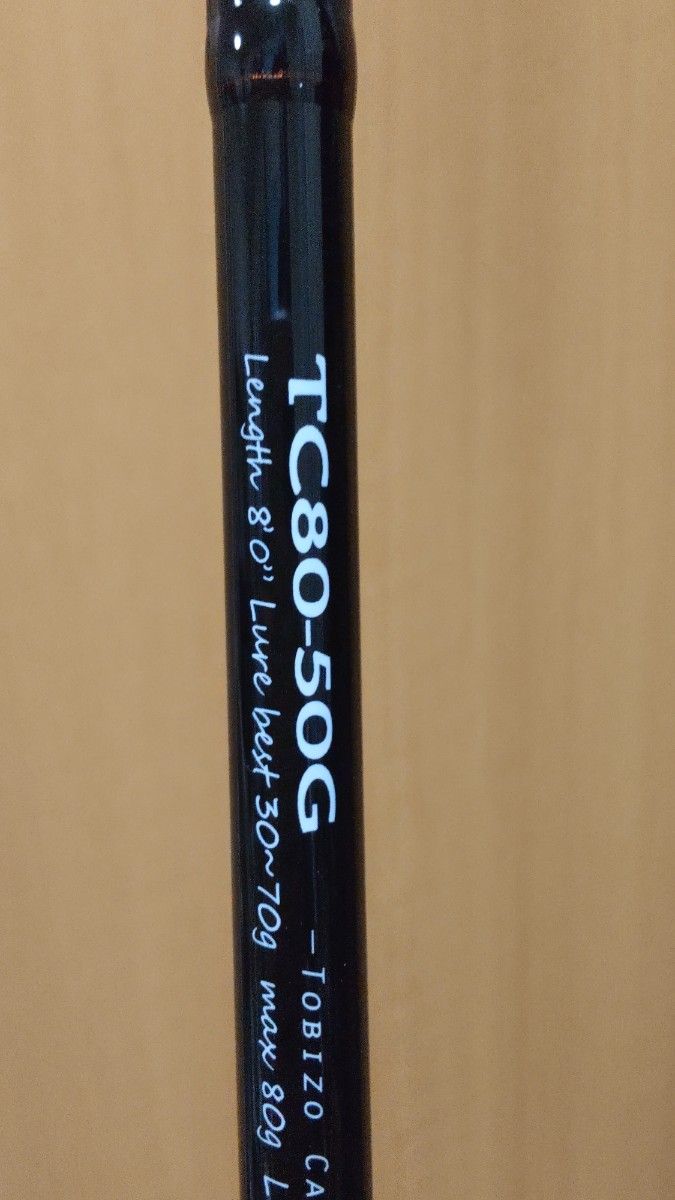 TC80-50G —TOBIZO CA
Length 8'0" Lure best 30~70g max 80g L